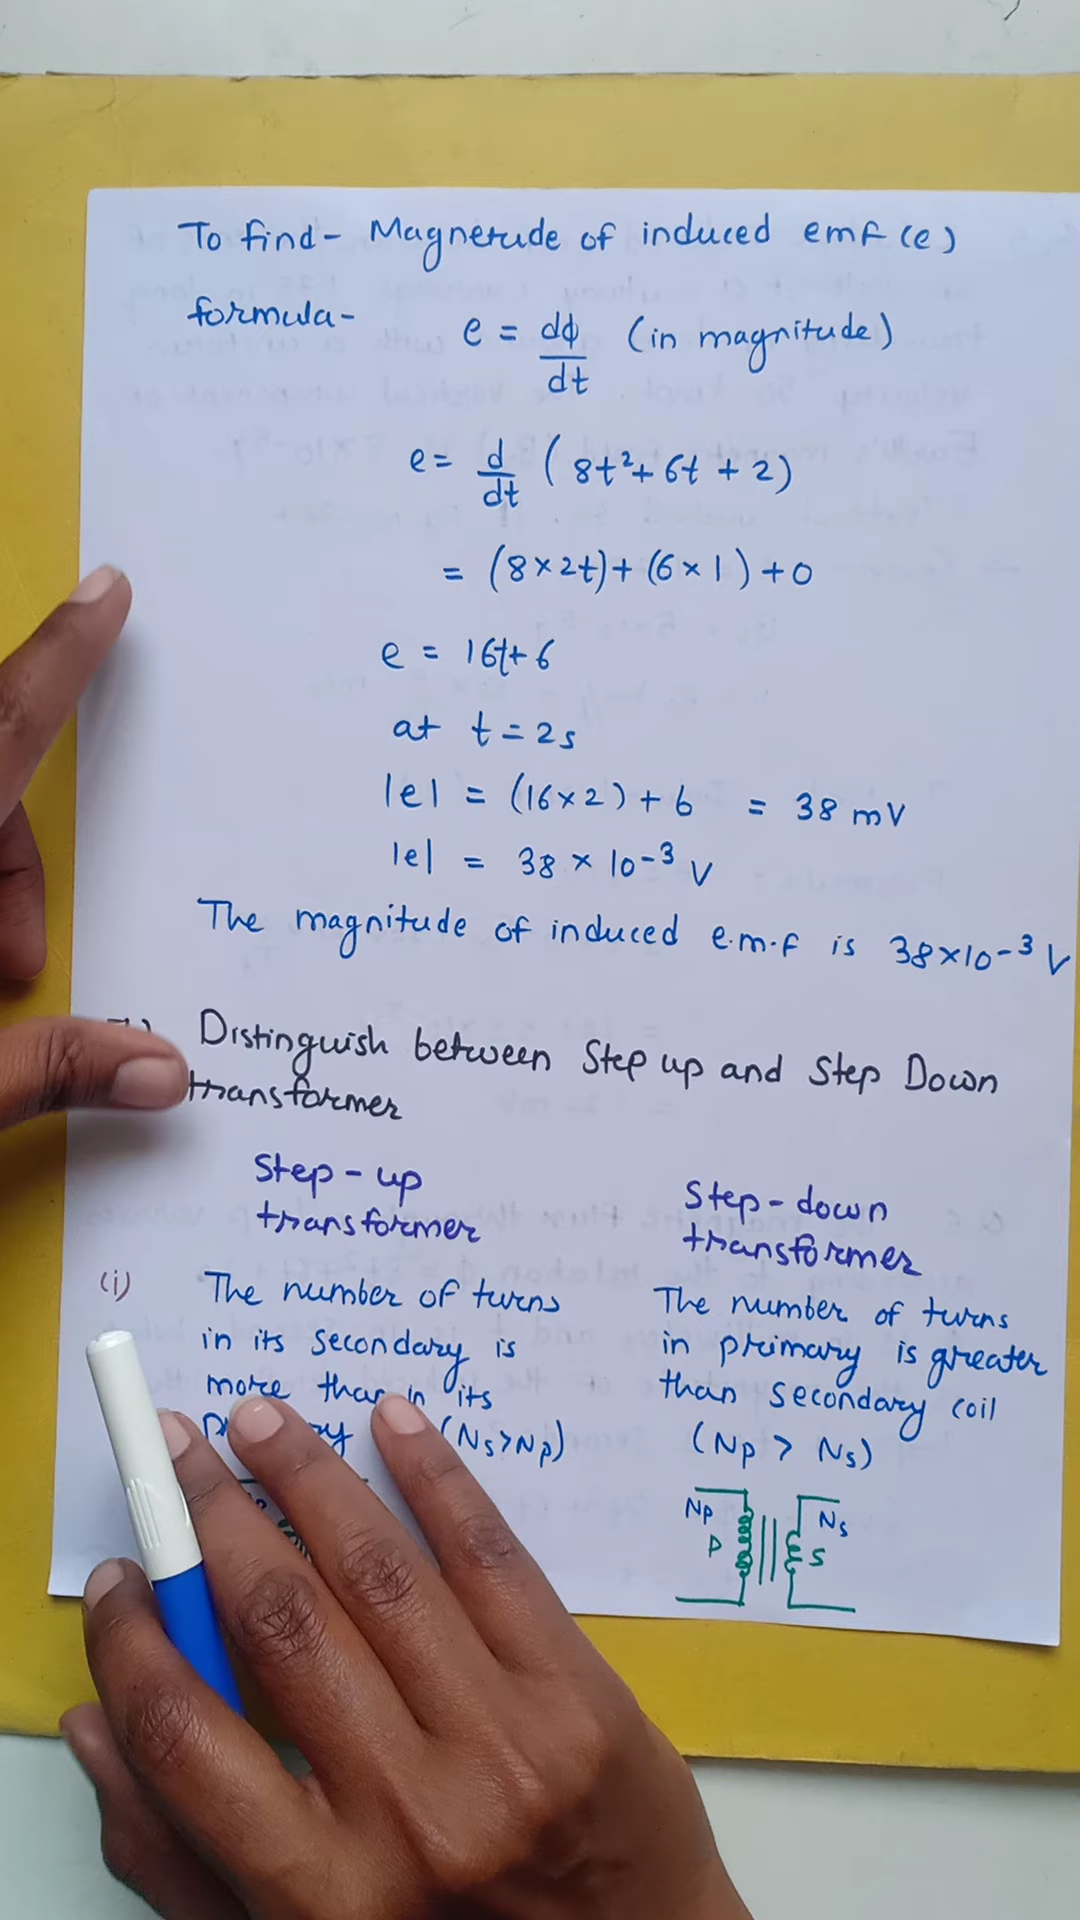 To find - Magnetude of induced emf (e)
formula - e = dφ/dt (in magnitude)
e = d/dt (8t²+ 6t + 2)
= (8×2t)+ (6×1) + 0
e = 16t+6
at t = 2s
|e| = (16×2) + 6 = 38 mV
|e| = 38 × 10-³ V
The magnitude of induced e.m.f is 38×10-³ V
Distinguish between Step up and Step Down
transformer
Step-up
transformer
Step-down
transformer
(i) The number of turns
in its secondary is
more than in its
(Ns>Np)
The number of turns
in primary is greater
than secondary coil
(Np > Ns)
Np Ns
P S